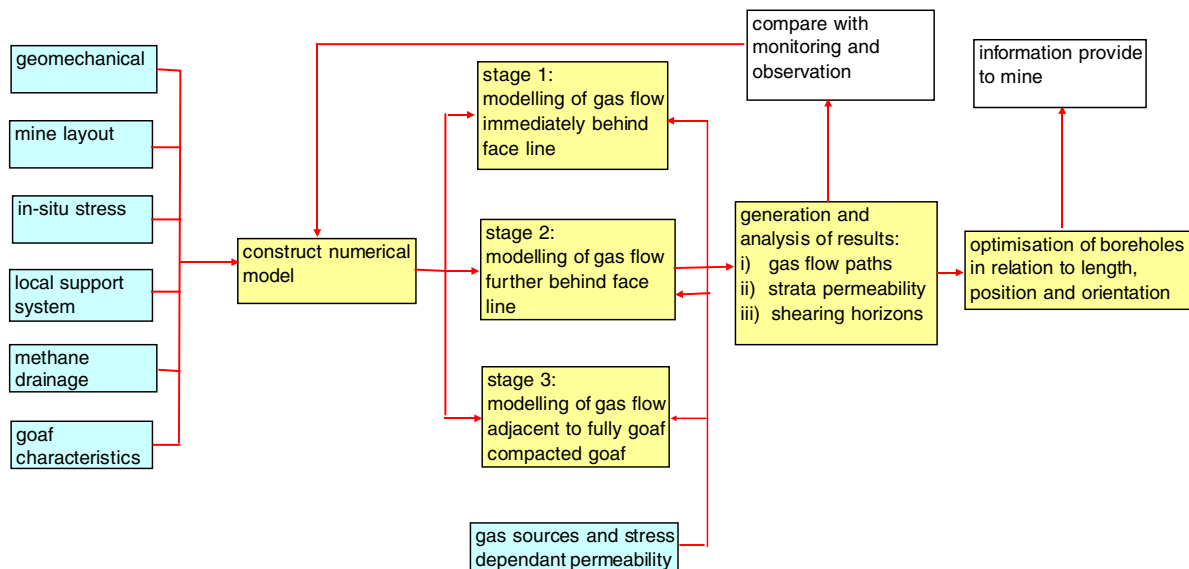 geomechanical
mine layout
in-situ stress
local support
system
methane
drainage
goaf
characteristics
construct numerical
model
stage 1:
modelling of gas flow
immediately behind
face line
stage 2:
modelling of gas flow
further behind face
line
stage 3:
modelling of gas flow
adjacent to fully goaf
compacted goaf
gas sources and stress
dependant permeability
compare with
monitoring and
observation
generation and
analysis of results:
i) gas flow paths
ii) strata permeability
iii) shearing horizons
information provide
to mine
optimisation of boreholes
in relation to length,
position and orientation